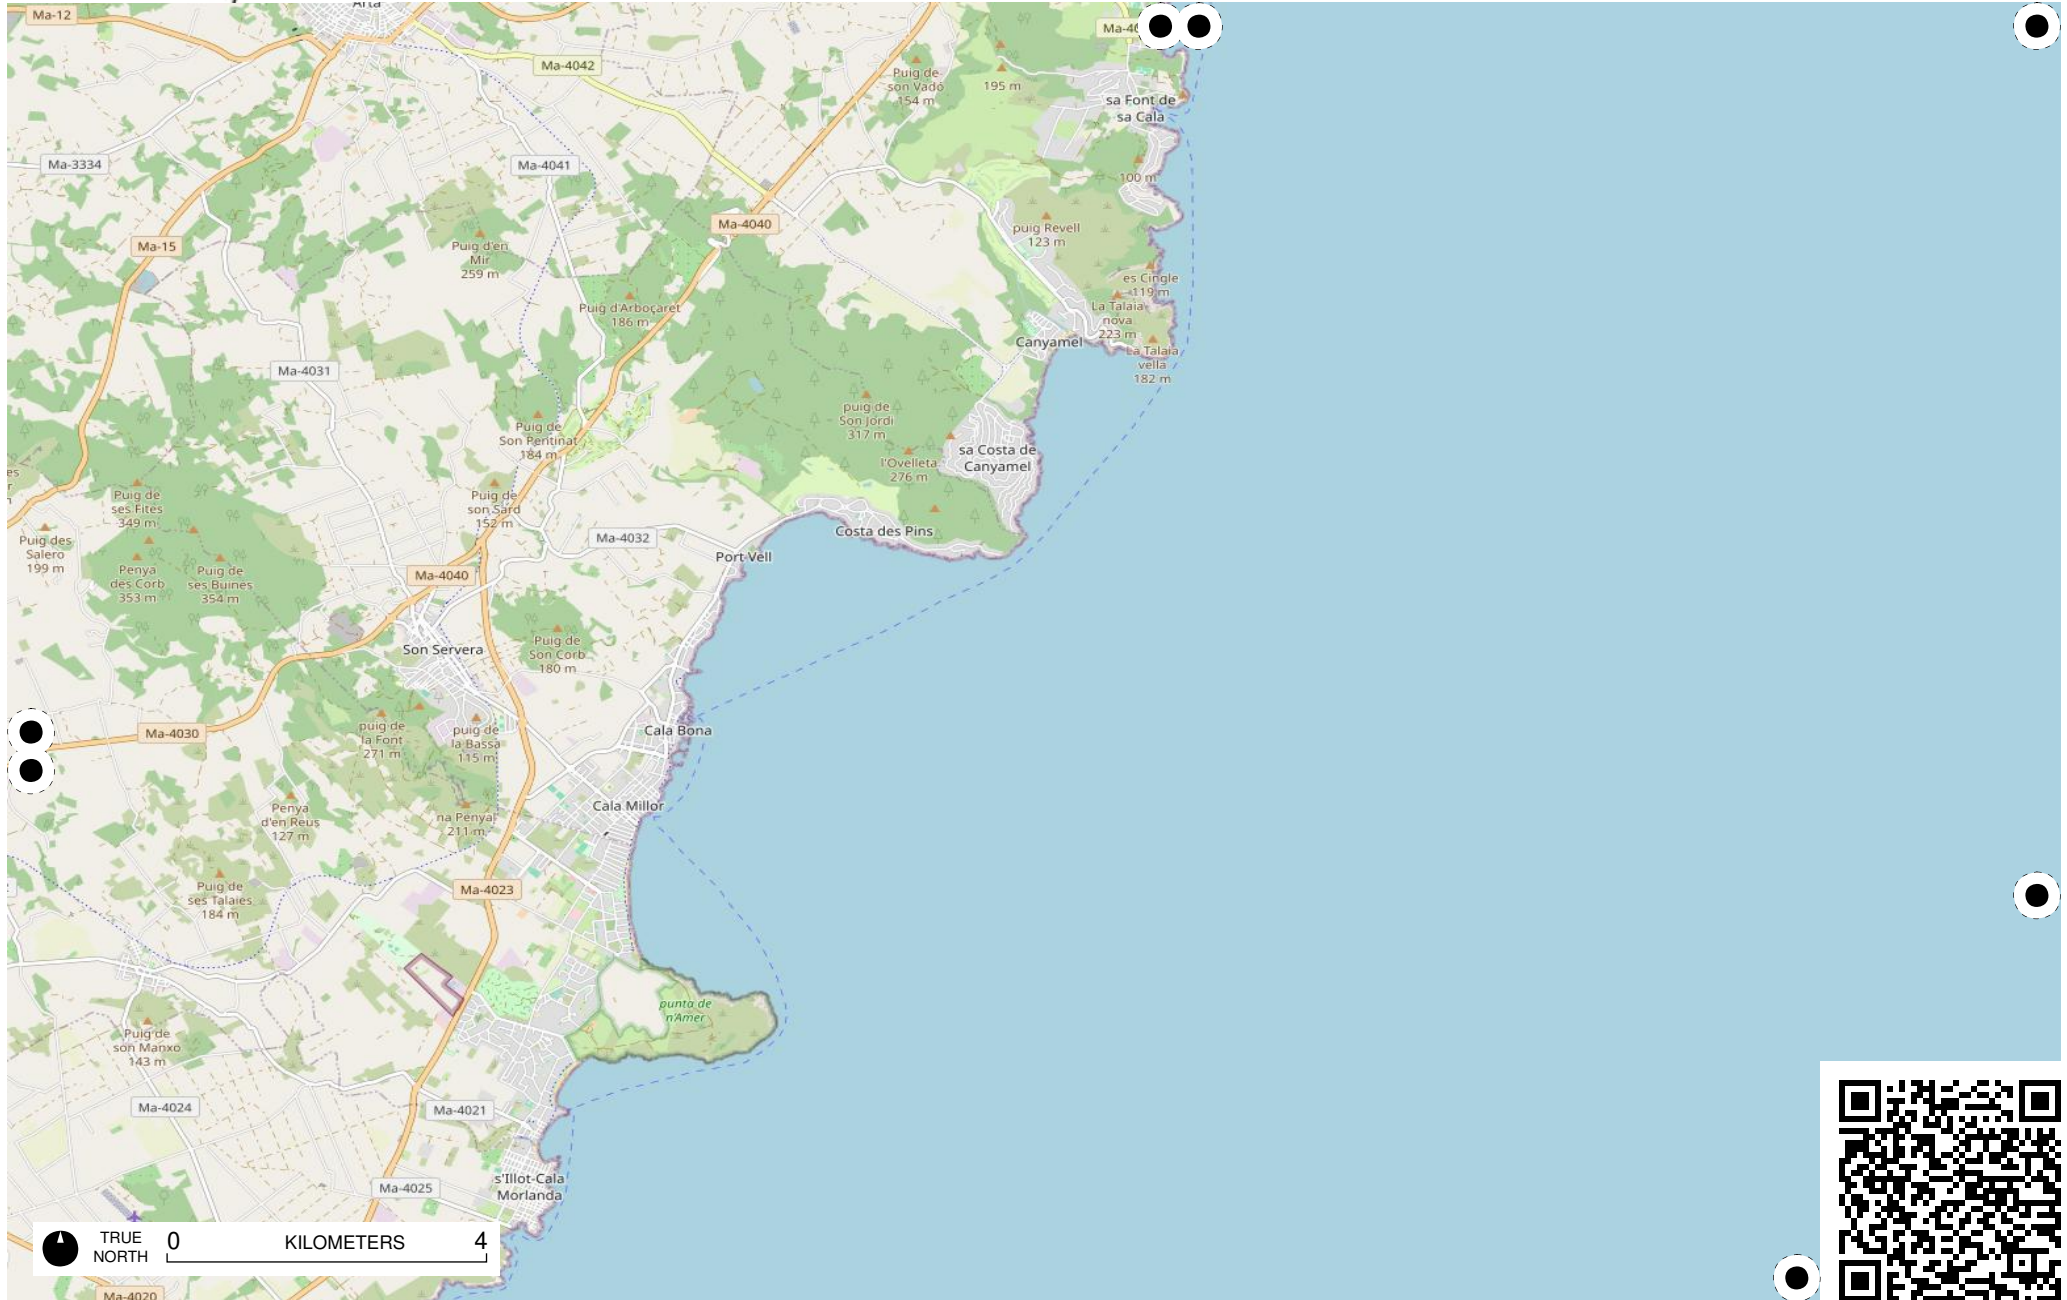 Artà
Ma-12
Ma-4042
Puig de
son Vadó
154 m
195 m
sa Font de
sa Cala
Ma-3334
Ma-4041
100 m
Ma-15
Ma-4040
puig Revell
123 m
Puig d'en
Mir
259 m
es Cingle
119 m
Puig d'Arboçaret
186 m
La Talaia
nova
223 m
Canyamel
La Talaia
vella
182 m
Ma-4031
puig de
Son Jordi
317 m
Puig de
Son Pentinat
184 m
sa Costa de
Canyamel
l'Ovelleta
276 m
Puig de
ses Fites
349 m
Puig de
son Sard
152 m
Costa des Pins
Ma-4032
Puig des
Salero
199 m
Port Vell
Penya
des Corb
353 m
Puig de
ses Buines
354 m
Ma-4040
Son Servera
Puig de
Son Corb
180 m
Ma-4030
puig de
la Font
271 m
puig de
la Bassa
115 m
Cala Bona
Penya
d'en Reus
127 m
na Penya
211 m
Cala Millor
Puig de
ses Talaies
184 m
Ma-4023
punta de
n'Amer
Puig de
son Manxo
143 m
Ma-4024
Ma-4021
s'Illot-Cala
Morlanda
Ma-4025
TRUE
NORTH
0 KILOMETERS 4
Ma-4020